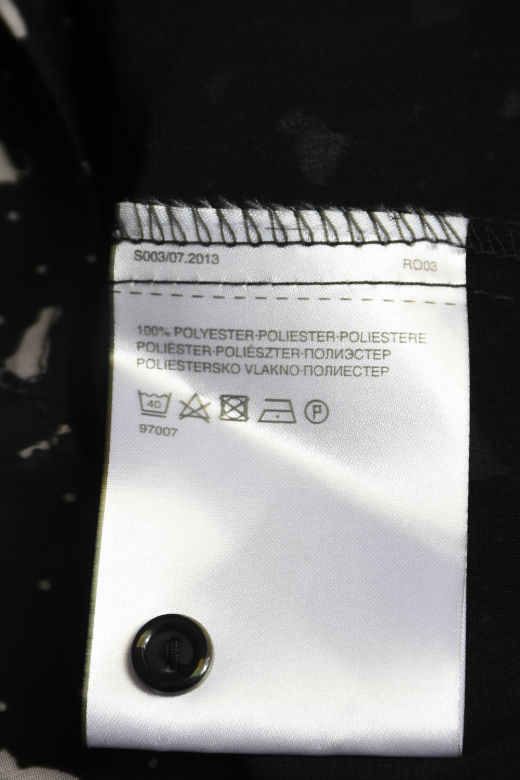 S003/07.2013
RO03
100% POLYESTER·POLIESTER·POLIESTERE
POLIÉSTER·POLIÉSZTER·ПОЛИЭСТЕР
POLIESTERSKO VLAKNO·ПОЛИЕСТЕР
40
P
97007